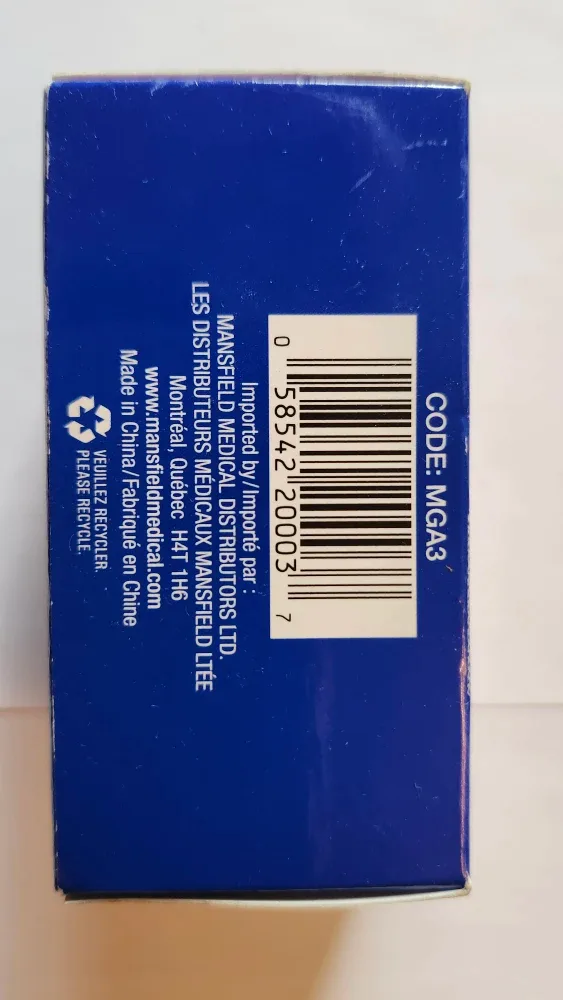 CODE: MGA3
0 58542 20003 7
Imported by/Importé par :
MANSFIELD MEDICAL DISTRIBUTORS LTD.
LES DISTRIBUTEURS MÉDICAUX MANSFIELD LTÉE
Montréal, Québec H4T 1H6
www.mansfieldmedical.com
Made in China/Fabriqué en Chine
VEUILLEZ RECYCLER.
PLEASE RECYCLE.